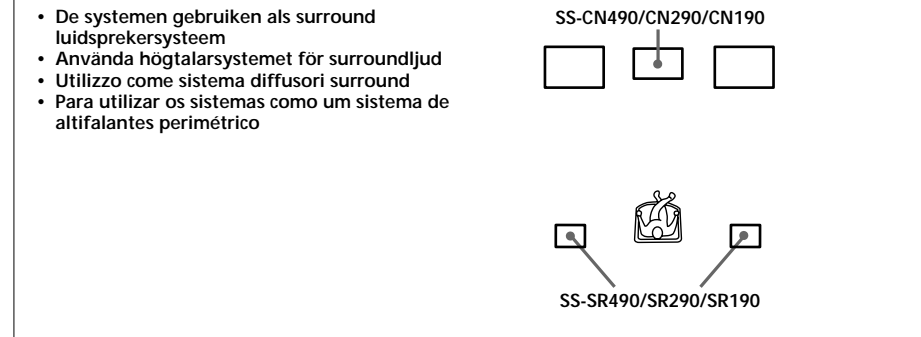 • De systemen gebruiken als surround
luidsprekersysteem
• Använda högtalarsystemet för surroundljud
• Utilizzo come sistema diffusori surround
• Para utilizar os sistemas como um sistema de
altifalantes perimétrico
SS-CN490/CN290/CN190
SS-SR490/SR290/SR190